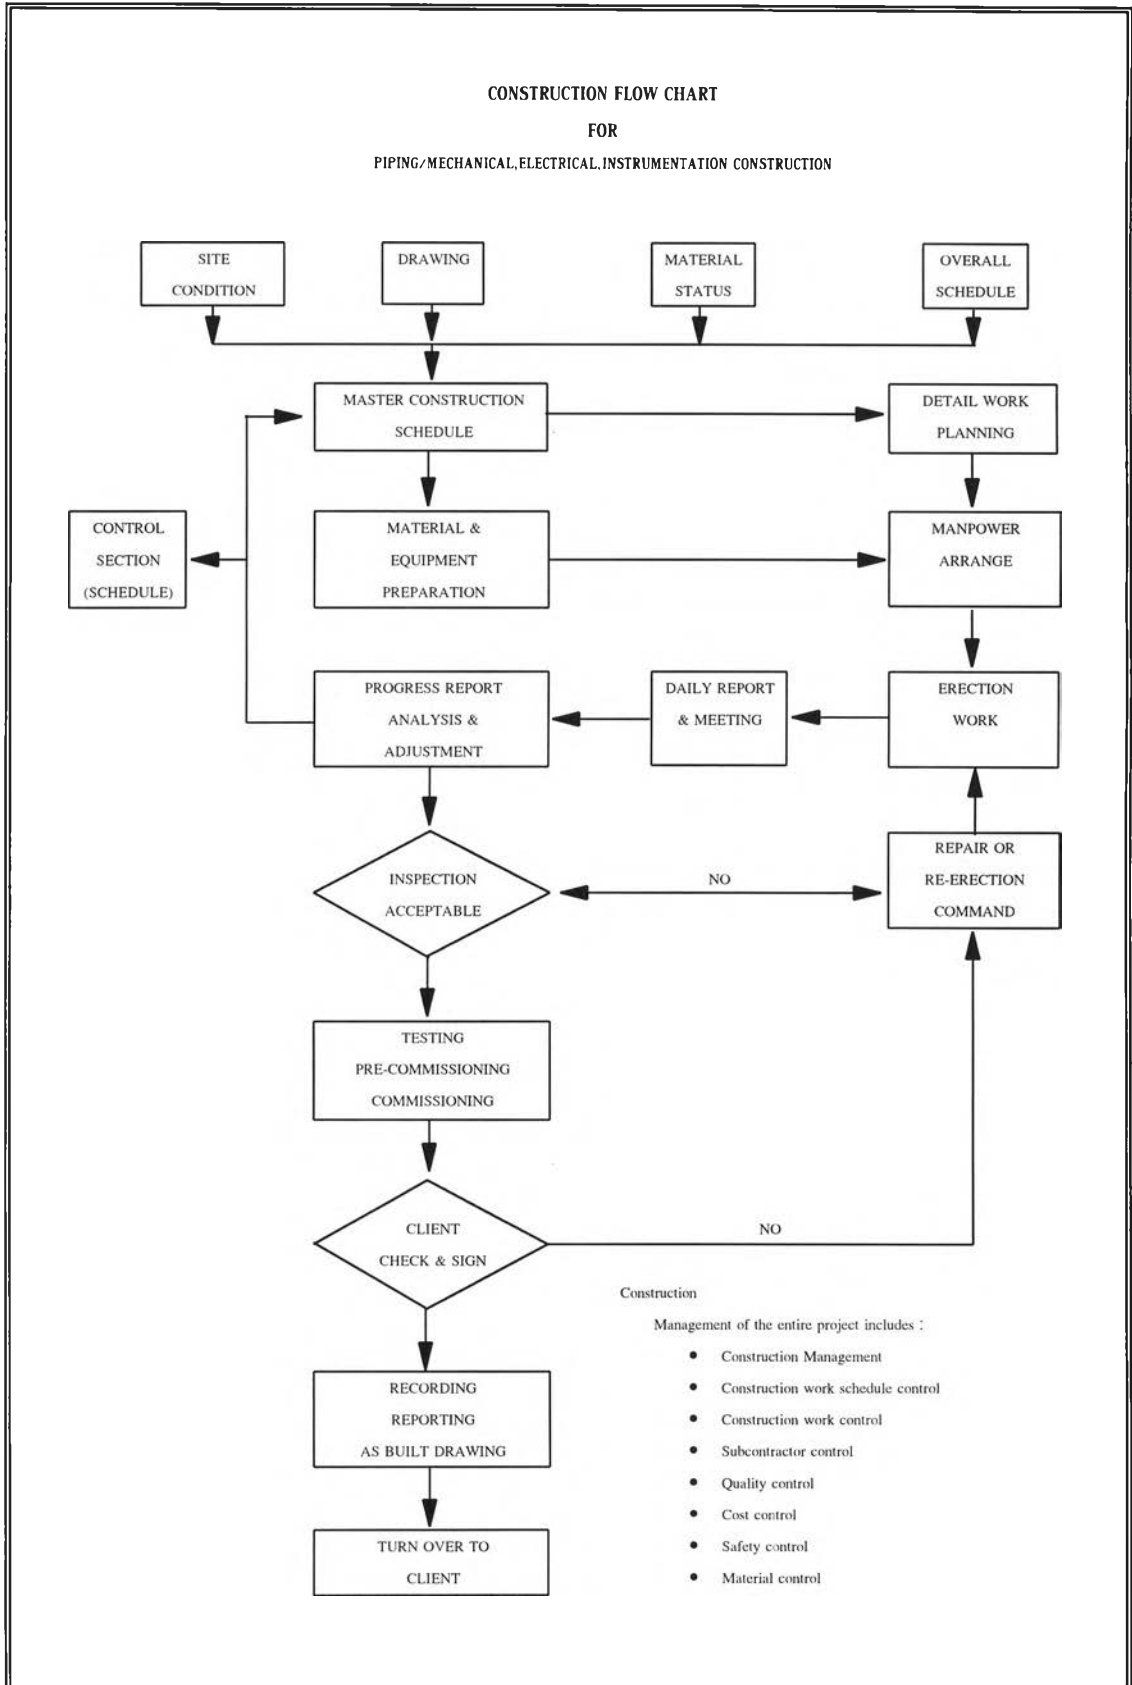 CONSTRUCTION FLOW CHART
FOR
PIPING/MECHANICAL,ELECTRICAL,INSTRUMENTATION CONSTRUCTION
SITE
CONDITION
DRAWING
MATERIAL
STATUS
OVERALL
SCHEDULE
MASTER CONSTRUCTION
SCHEDULE
DETAIL WORK
PLANNING
CONTROL
SECTION
(SCHEDULE)
MATERIAL &
EQUIPMENT
PREPARATION
MANPOWER
ARRANGE
PROGRESS REPORT
ANALYSIS &
ADJUSTMENT
DAILY REPORT
& MEETING
ERECTION
WORK
INSPECTION
ACCEPTABLE
NO
REPAIR OR
RE-ERECTION
COMMAND
TESTING
PRE-COMMISSIONING
COMMISSIONING
CLIENT
CHECK & SIGN
NO
Construction
Management of the entire project includes :
● Construction Management
● Construction work schedule control
● Construction work control
● Subcontractor control
● Quality control
● Cost control
● Safety control
● Material control
RECORDING
REPORTING
AS BUILT DRAWING
TURN OVER TO
CLIENT